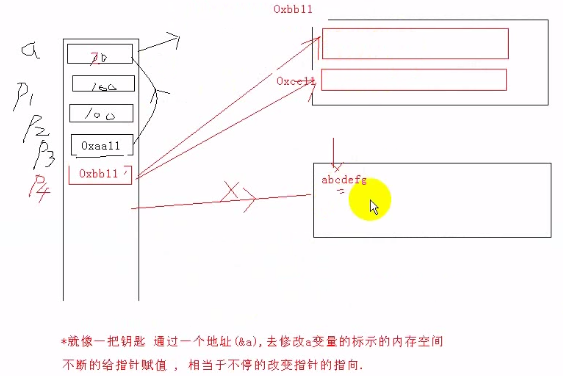 0xbb11
a
p1
100
0xcc11
p2
100
p3
0xaa11
p4
0xbb11
abcdefg
*就像一把钥匙 通过一个地址(&a),去修改a变量的标示的内存空间
不断的给指针赋值 , 相当于不停的改变指针的指向.